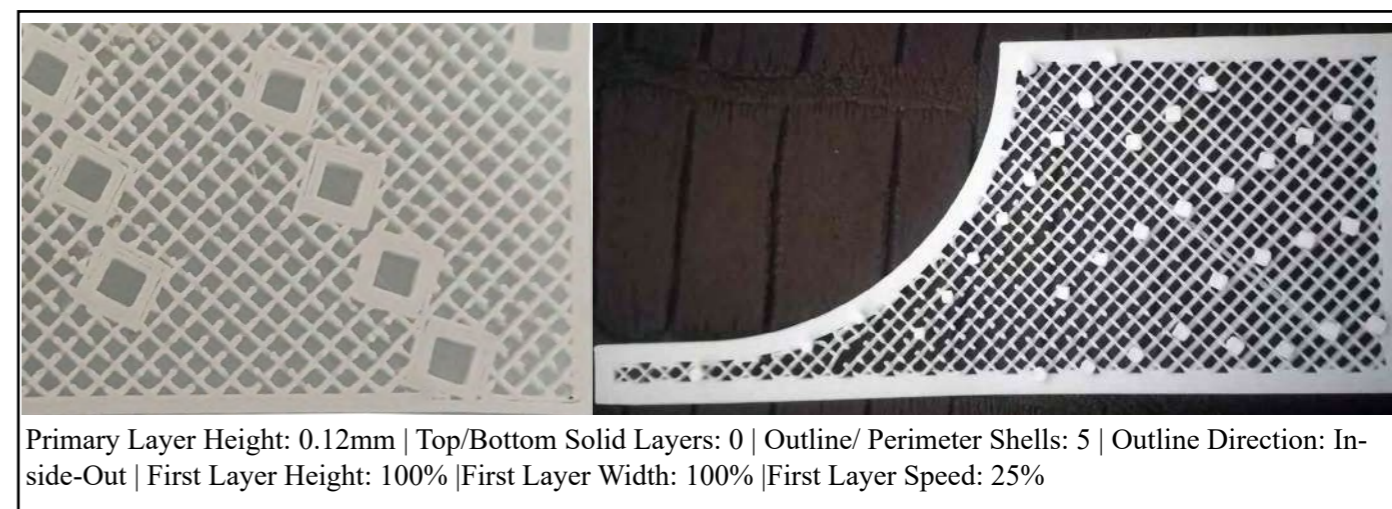 Primary Layer Height: 0.12mm | Top/Bottom Solid Layers: 0 | Outline/ Perimeter Shells: 5 | Outline Direction: In-
side-Out | First Layer Height: 100% |First Layer Width: 100% |First Layer Speed: 25%